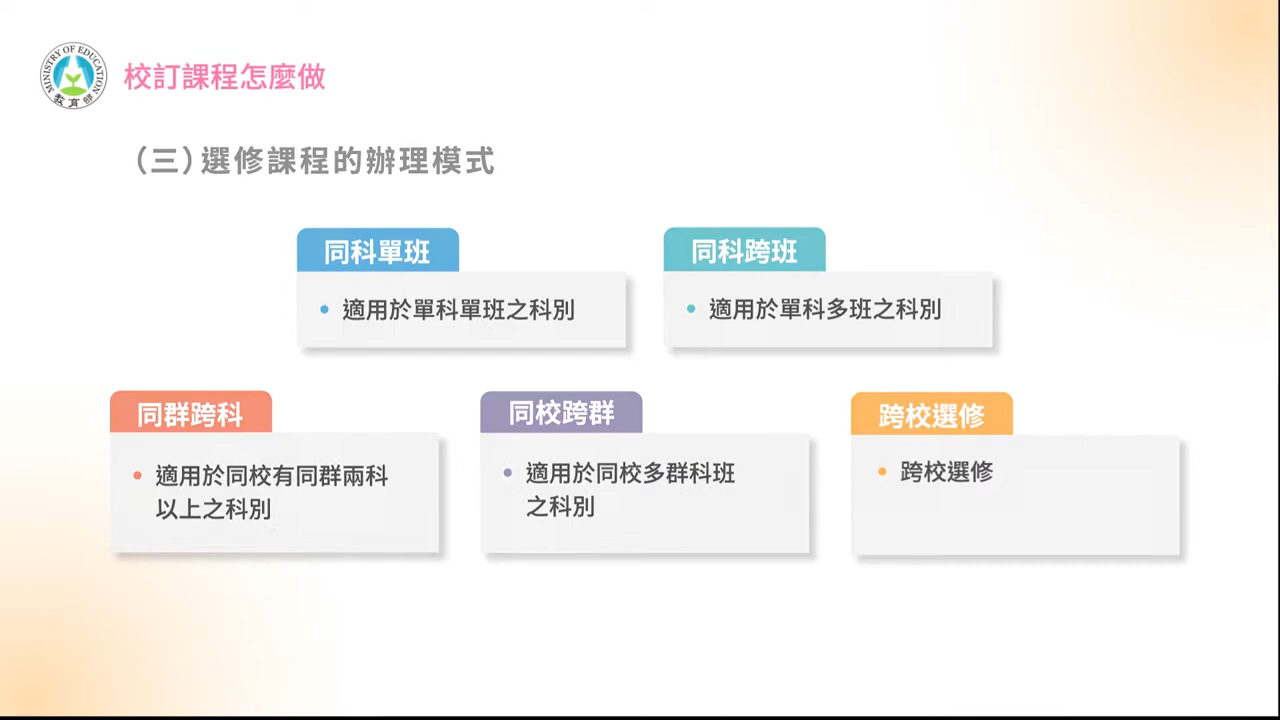 MINISTRY OF EDUCATION
教育部
校訂課程怎麼做
(三)選修課程的辦理模式
同科單班
• 適用於單科單班之科別
同科跨班
• 適用於單科多班之科別
同群跨科
• 適用於同校有同群兩科
以上之科別
同校跨群
• 適用於同校多群科班
之科別
跨校選修
• 跨校選修